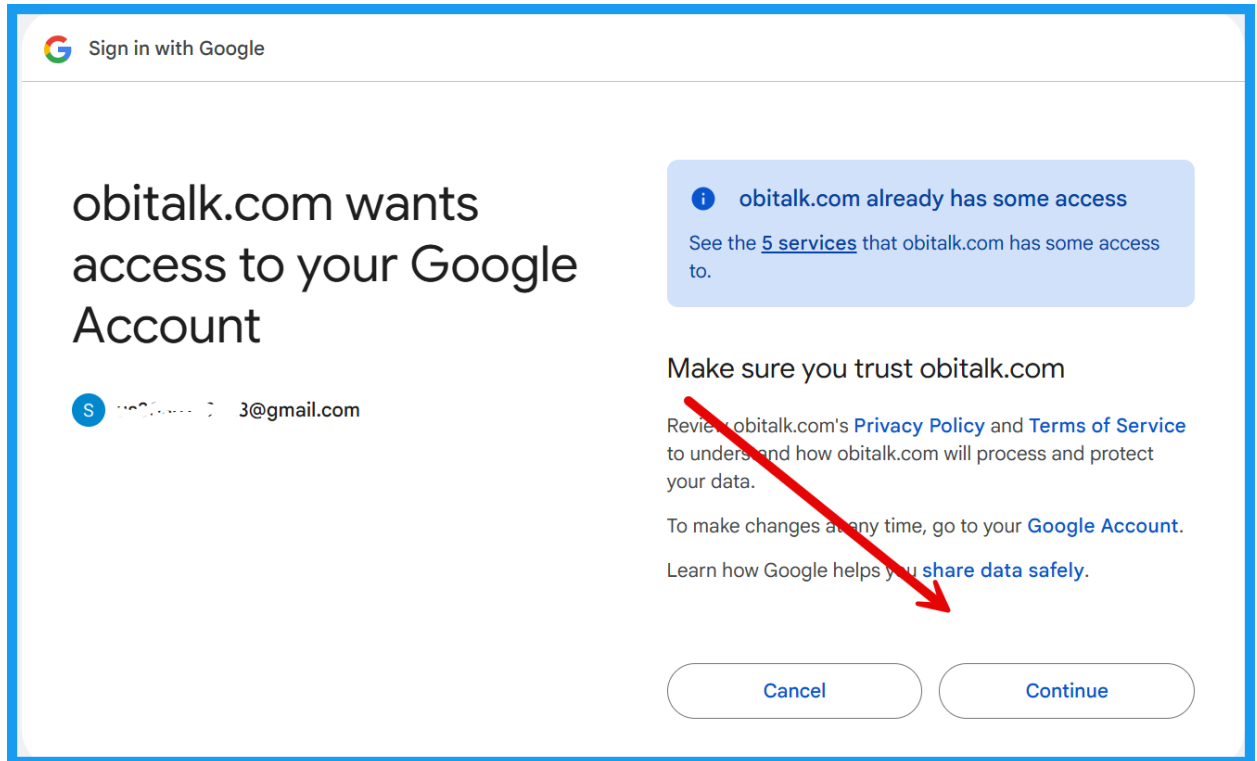 Sign in with Google
obitalk.com wants
access to your Google
Account
S
3@gmail.com
obitalk.com already has some access
See the 5 services that obitalk.com has some access
to.
Make sure you trust obitalk.com
Review obitalk.com's Privacy Policy and Terms of Service
to understand how obitalk.com will process and protect
your data.
To make changes at any time, go to your Google Account.
Learn how Google helps you share data safely.
Cancel
Continue